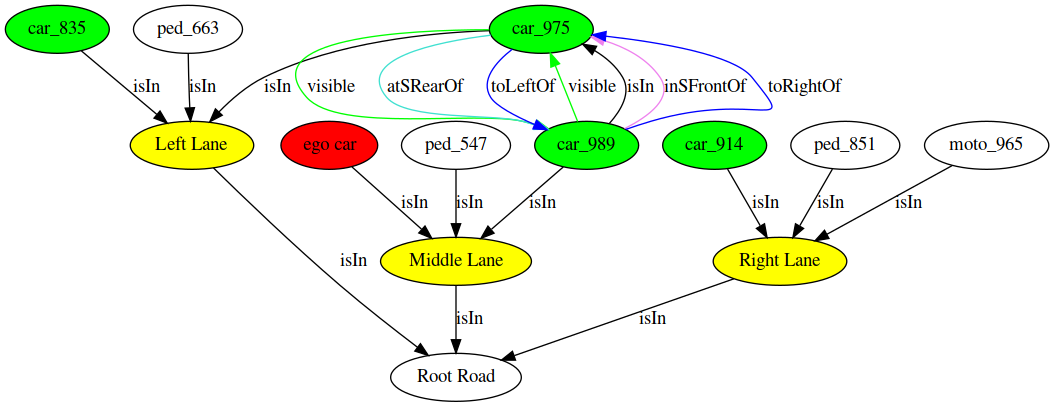 car_835
ped_663
car_975
isIn
isIn
isIn
visible
atSRearOf
toLeftOf
visible
isIn
inSFrontOf
toRightOf
Left Lane
ego car
ped_547
car_989
car_914
ped_851
moto_965
isIn
isIn
isIn
isIn
isIn
isIn
isIn
Middle Lane
Right Lane
isIn
isIn
Root Road